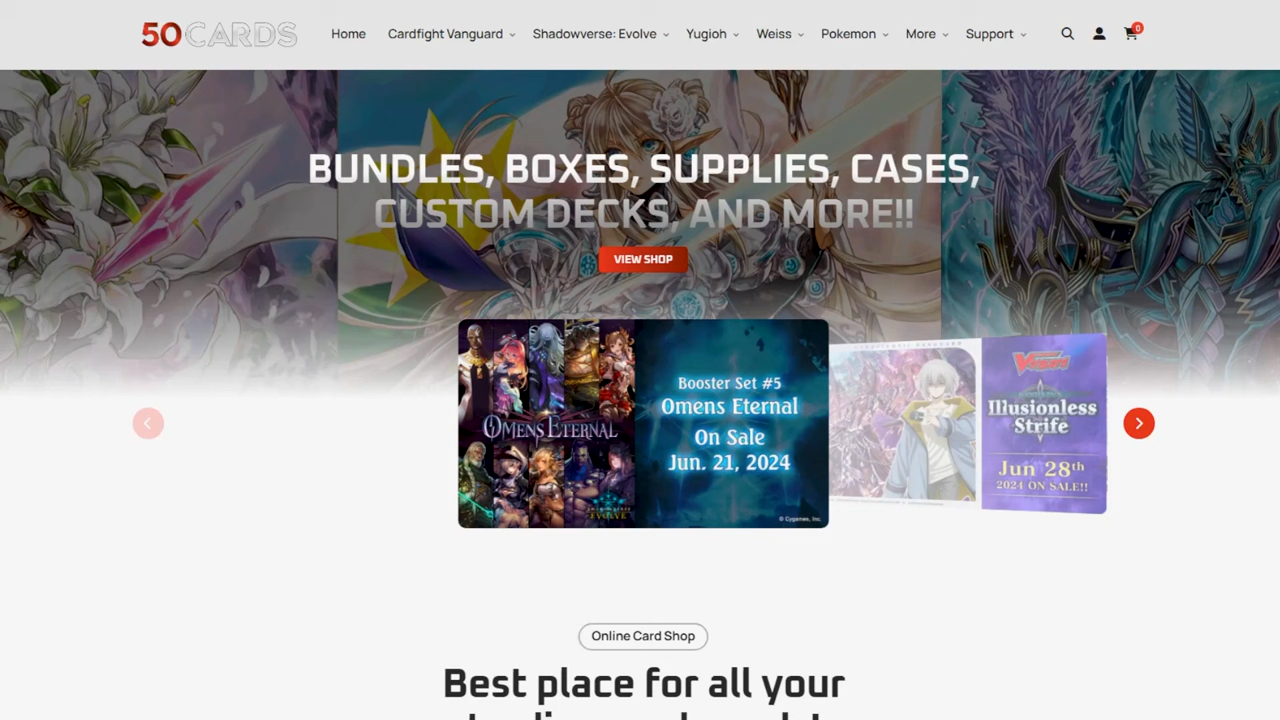 50CARDS
Home
Cardfight Vanguard
Shadowverse: Evolve
Yugioh
Weiss
Pokemon
More
Support
0
BUNDLES, BOXES, SUPPLIES, CASES,
CUSTOM DECKS, AND MORE!!
VIEW SHOP
OMENS ETERNAL
EVOLVE
Booster Set #5
Omens Eternal
On Sale
Jun. 21, 2024
© Cygames, Inc.
Illusionless
Strife
Jun 28th
2024 ON SALE!!
Online Card Shop
Best place for all your